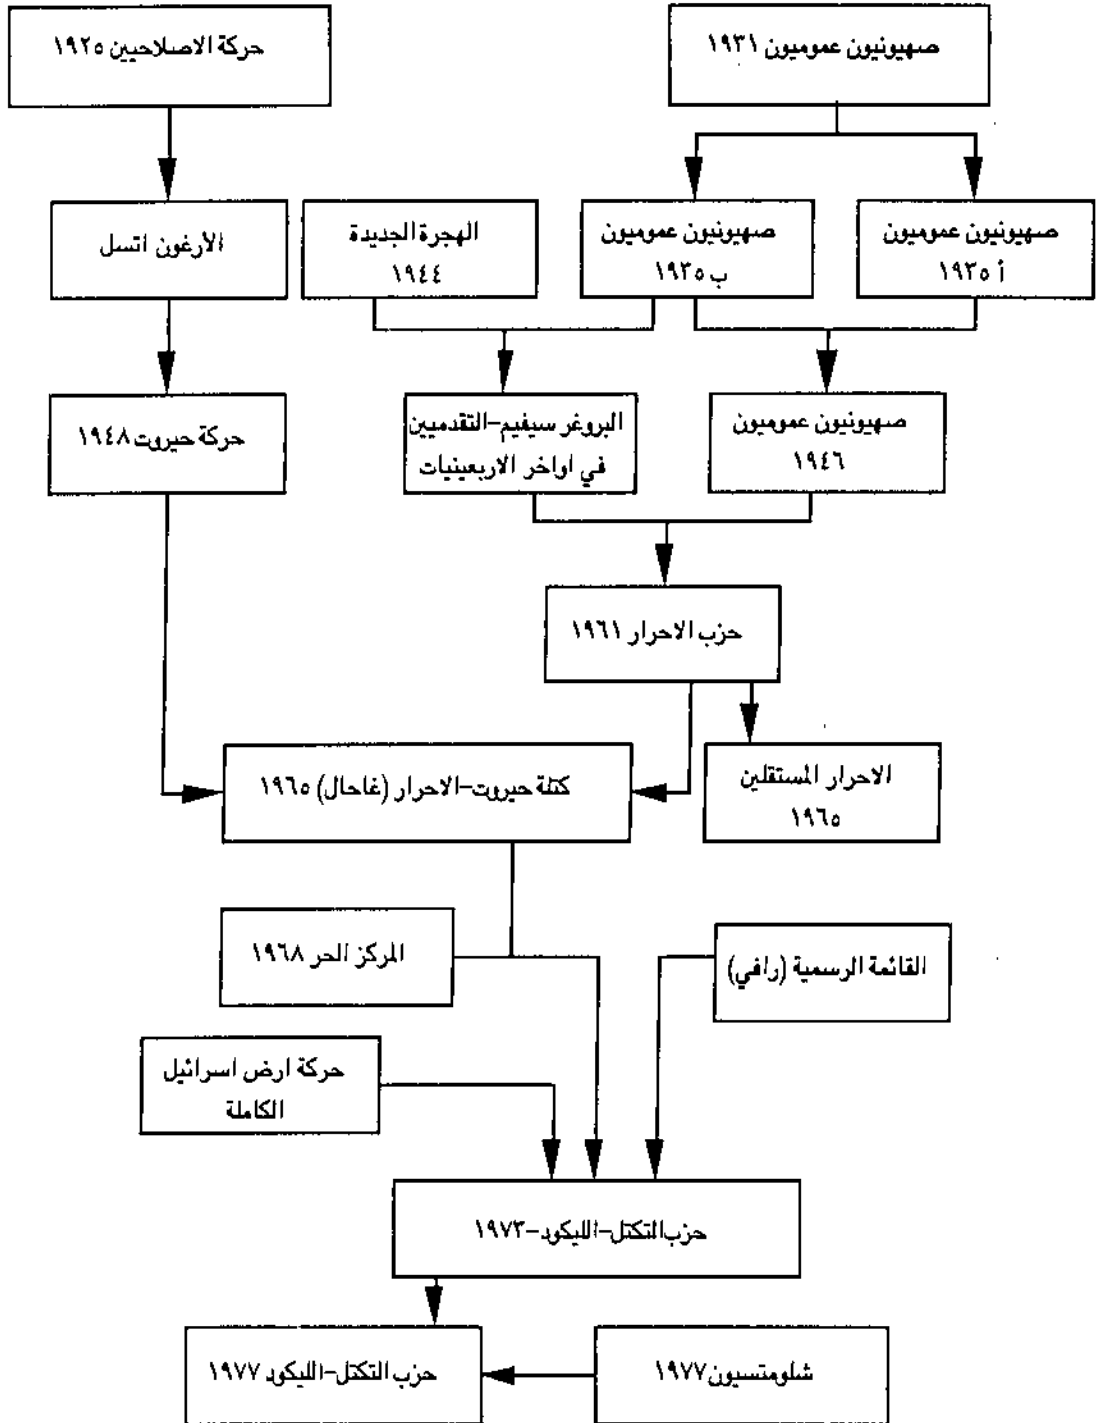 صهيونيون عموميون ١٩٣١
حركة الاصلاحيين ١٩٢٥
صهيونيون عموميون
أ ١٩٣٥
صهيونيون عموميون
ب ١٩٣٥
الهجرة الجديدة
١٩٤٤
الأرغون اتسل
صهيونيون عموميون
١٩٤٦
البروغر سيفيم-التقدميين
في اواخر الاربعينيات
حركة حيروت ١٩٤٨
حزب الاحرار ١٩٦١
الاحرار المستقلين
١٩٦٥
كتلة حيروت-الاحرار (غاحال) ١٩٦٥
القائمة الرسمية (رافي)
المركز الحر ١٩٦٨
حركة ارض اسرائيل
الكاملة
حزب التكتل-الليكود-١٩٧٣
شلومتسيون ١٩٧٧
حزب التكتل-الليكود ١٩٧٧